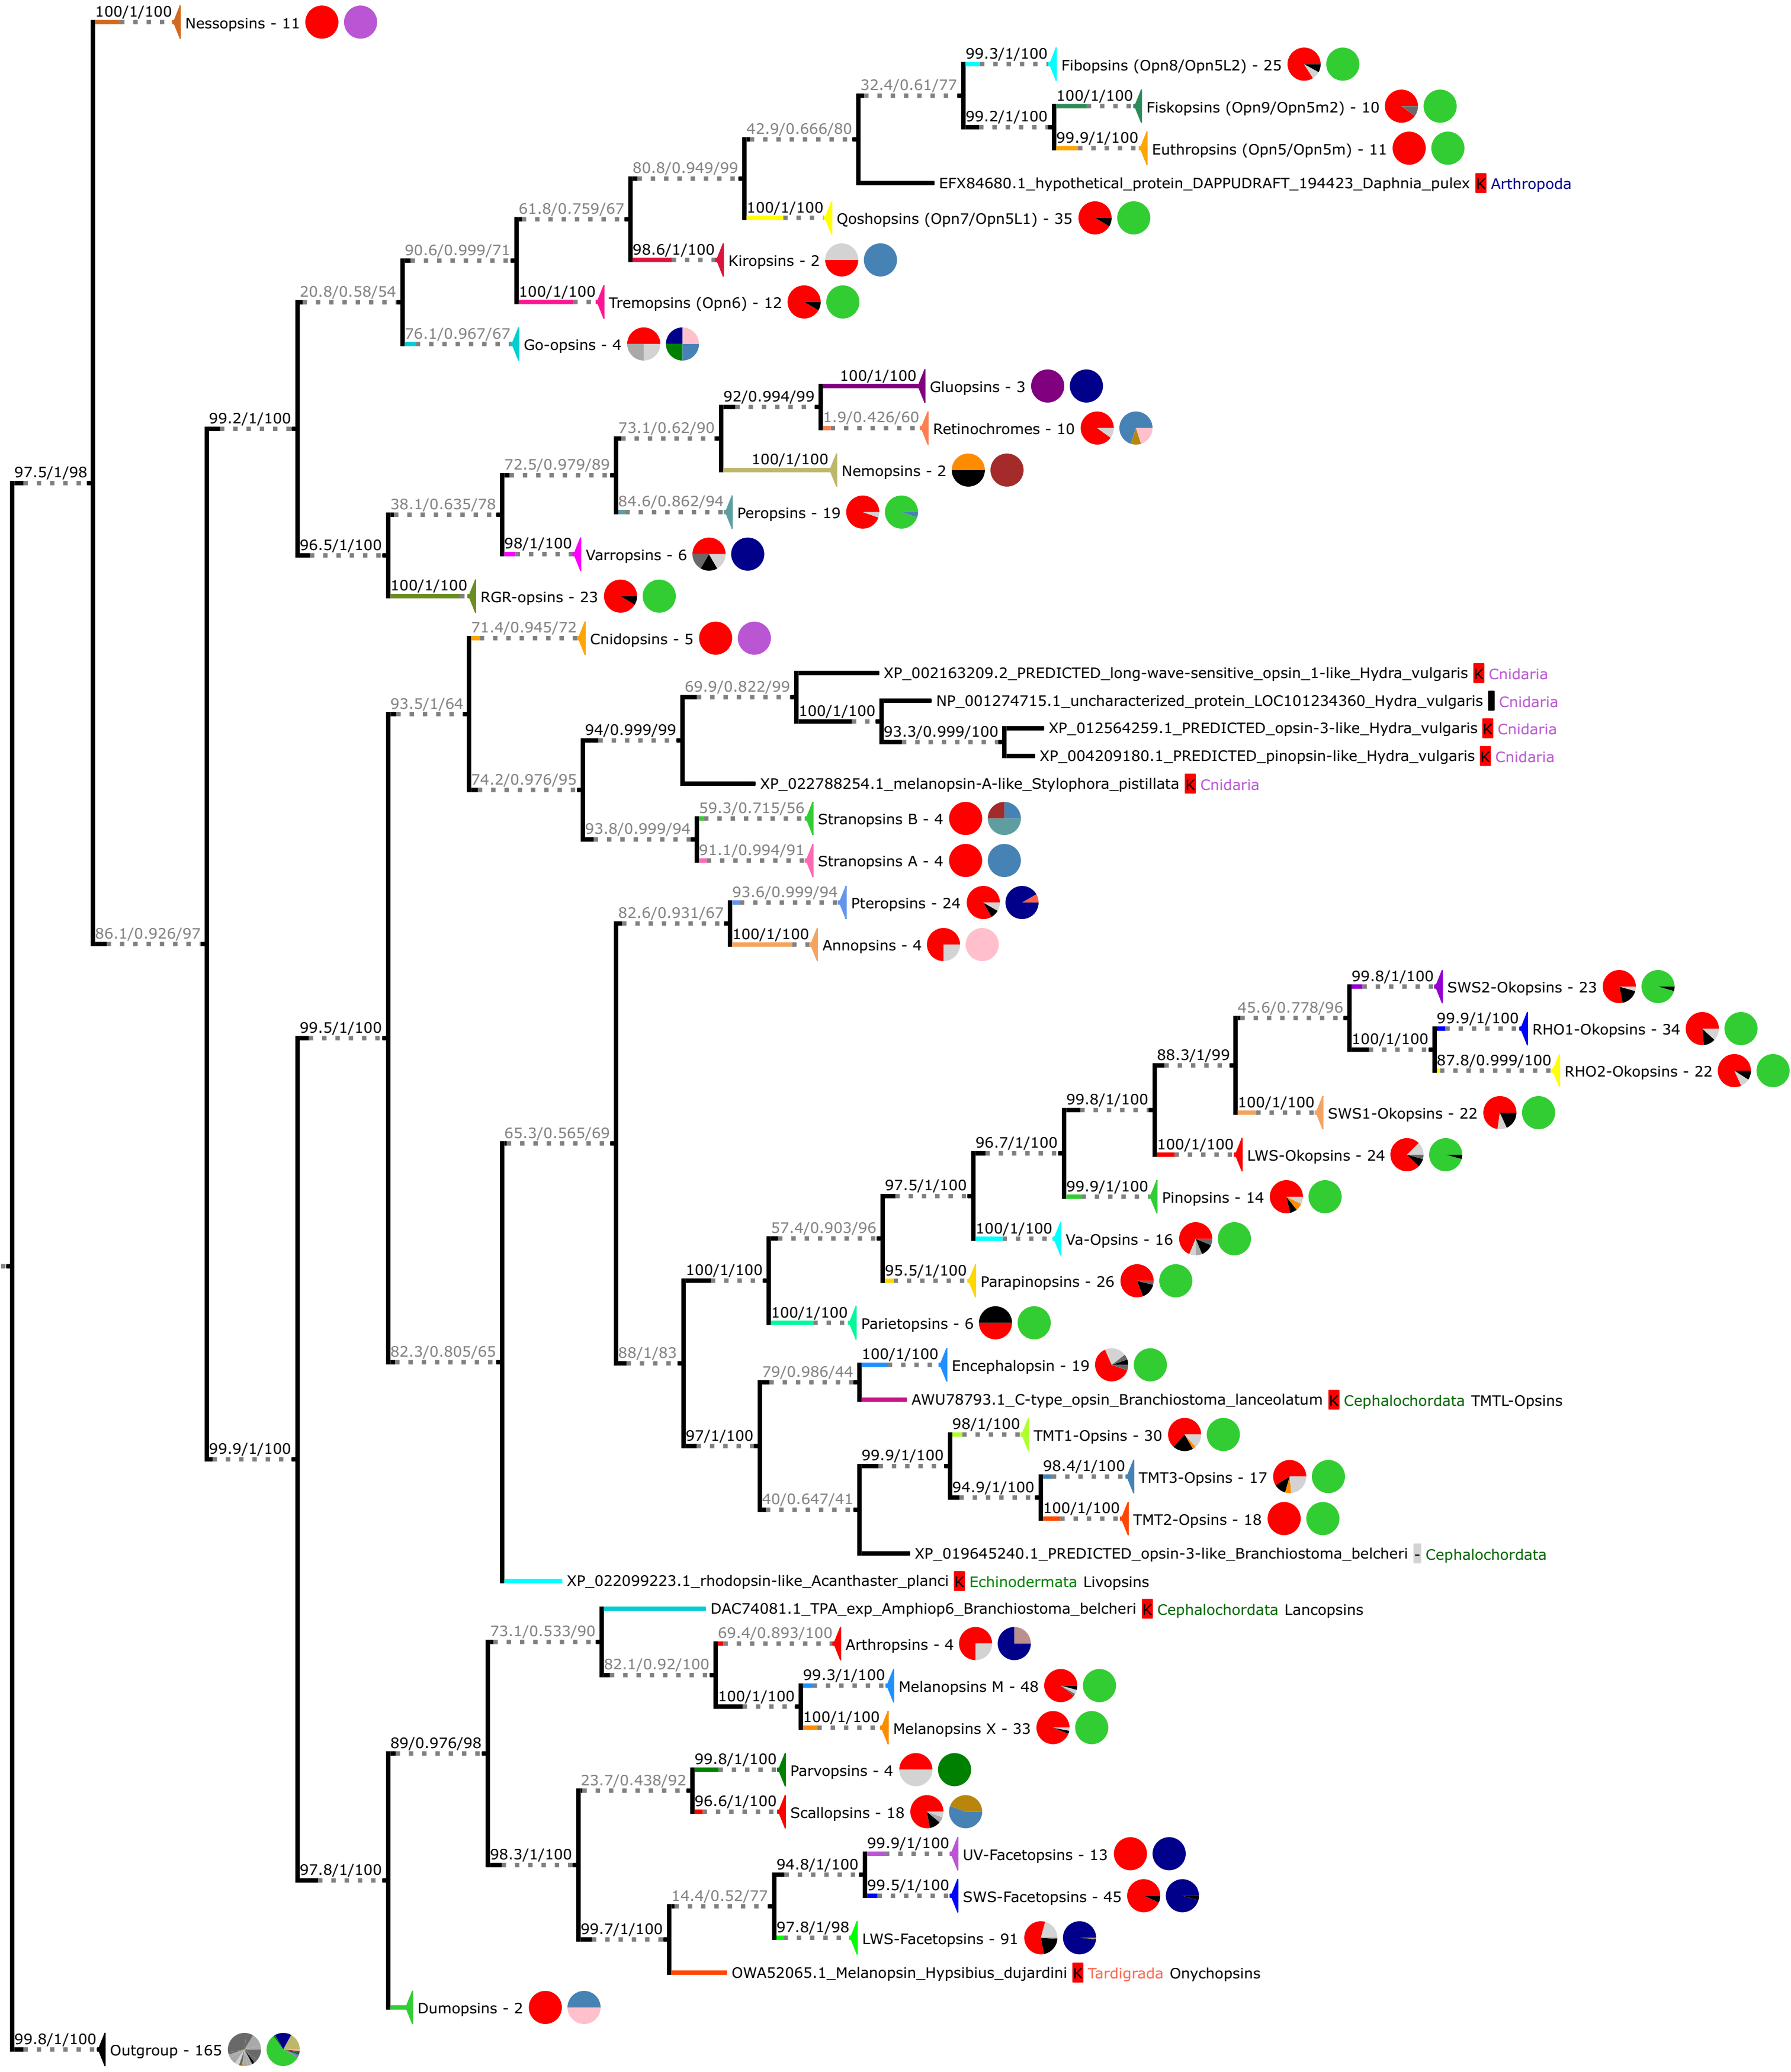 100/1/100
Nessopsins - 11
99.3/1/100
Fibopsins (Opn8/Opn5L2) - 25
32.4/0.61/77
100/1/100
Fiskopsins (Opn9/Opn5m2) - 10
99.2/1/100
42.9/0.666/80
99.9/1/100
Euthropsins (Opn5/Opn5m) - 11
80.8/0.949/99
EFX84680.1_hypothetical_protein_DAPPUDRAFT_194423_Daphnia_pulex K Arthropoda
61.8/0.759/67
100/1/100
Qoshopsins (Opn7/Opn5L1) - 35
90.6/0.999/71
98.6/1/100
Kiropsins - 2
20.8/0.58/54
100/1/100
Tremopsins (Opn6) - 12
76.1/0.967/67
Go-opsins - 4
100/1/100
Gluopsins - 3
92/0.994/99
99.2/1/100
1.9/0.426/60
Retinochromes - 10
73.1/0.62/90
72.5/0.979/89
100/1/100
Nemopsins - 2
97.5/1/98
38.1/0.635/78
84.6/0.862/94
Peropsins - 19
96.5/1/100
98/1/100
Varropsins - 6
100/1/100
RGR-opsins - 23
71.4/0.945/72
Cnidopsins - 5
XP_002163209.2_PREDICTED_long-wave-sensitive_opsin_1-like_Hydra_vulgaris K Cnidaria
69.9/0.822/99
NP_001274715.1_uncharacterized_protein_LOC101234360_Hydra_vulgaris Cnidaria
93.5/1/64
100/1/100
XP_012564259.1_PREDICTED_opsin-3-like_Hydra_vulgaris K Cnidaria
94/0.999/99
93.3/0.999/100
XP_004209180.1_PREDICTED_pinopsin-like_Hydra_vulgaris K Cnidaria
74.2/0.976/95
XP_022788254.1_melanopsin-A-like_Stylophora_pistillata K Cnidaria
59.3/0.715/56
Stranopsins B - 4
93.8/0.999/94
91.1/0.994/91
Stranopsins A - 4
93.6/0.999/94
Pteropsins - 24
82.6/0.931/67
86.1/0.926/97
100/1/100
Annopsins - 4
99.8/1/100
SWS2-Okopsins - 23
45.6/0.778/96
99.9/1/100
RHO1-Okopsins - 34
99.5/1/100
100/1/100
88.3/1/99
87.8/0.999/100
RHO2-Okopsins - 22
99.8/1/100
100/1/100
SWS1-Okopsins - 22
65.3/0.565/69
96.7/1/100
100/1/100
LWS-Okopsins - 24
97.5/1/100
99.9/1/100
Pinopsins - 14
57.4/0.903/96
100/1/100
Va-Opsins - 16
100/1/100
95.5/1/100
Parapinopsins - 26
100/1/100
Parietopsins - 6
82.3/0.805/65
88/1/83
100/1/100
Encephalopsin - 19
79/0.986/44
AWU78793.1_C-type_opsin_Branchiostoma_lanceolatum K Cephalochordata TMTL-Opsins
98/1/100
TMT1-Opsins - 30
97/1/100
99.9/1/100
98.4/1/100
TMT3-Opsins - 17
99.9/1/100
94.9/1/100
40/0.647/41
100/1/100
TMT2-Opsins - 18
XP_019645240.1_PREDICTED_opsin-3-like_Branchiostoma_belcheri - Cephalochordata
XP_022099223.1_rhodopsin-like_Acanthaster_planci K Echinodermata Livopsins
DAC74081.1_TPA_exp_Amphiop6_Branchiostoma_belcheri K Cephalochordata Lancopsins
73.1/0.533/90
69.4/0.893/100
Arthropsins - 4
82.1/0.92/100
99.3/1/100
Melanopsins M - 48
100/1/100
100/1/100
Melanopsins X - 33
89/0.976/98
99.8/1/100
Parvopsins - 4
23.7/0.438/92
96.6/1/100
Scallopsins - 18
98.3/1/100
99.9/1/100
UV-Facetopsins - 13
97.8/1/100
94.8/1/100
99.5/1/100
SWS-Facetopsins - 45
14.4/0.52/77
99.7/1/100
97.8/1/98
LWS-Facetopsins - 91
OWA52065.1_Melanopsin_Hypsibius_dujardini K Tardigrada Onychopsins
Dumopsins - 2
99.8/1/100
Outgroup - 165